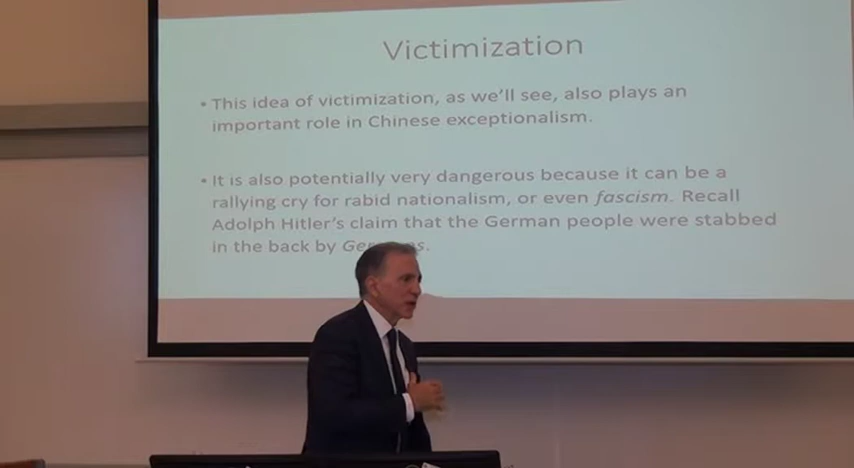 Victimization
• This idea of victimization, as we'll see, also plays an
important role in Chinese exceptionalism.
• It is also potentially very dangerous because it can be a
rallying cry for rabid nationalism, or even fascism. Recall
Adolph Hitler's claim that the German people were stabbed
in the back by